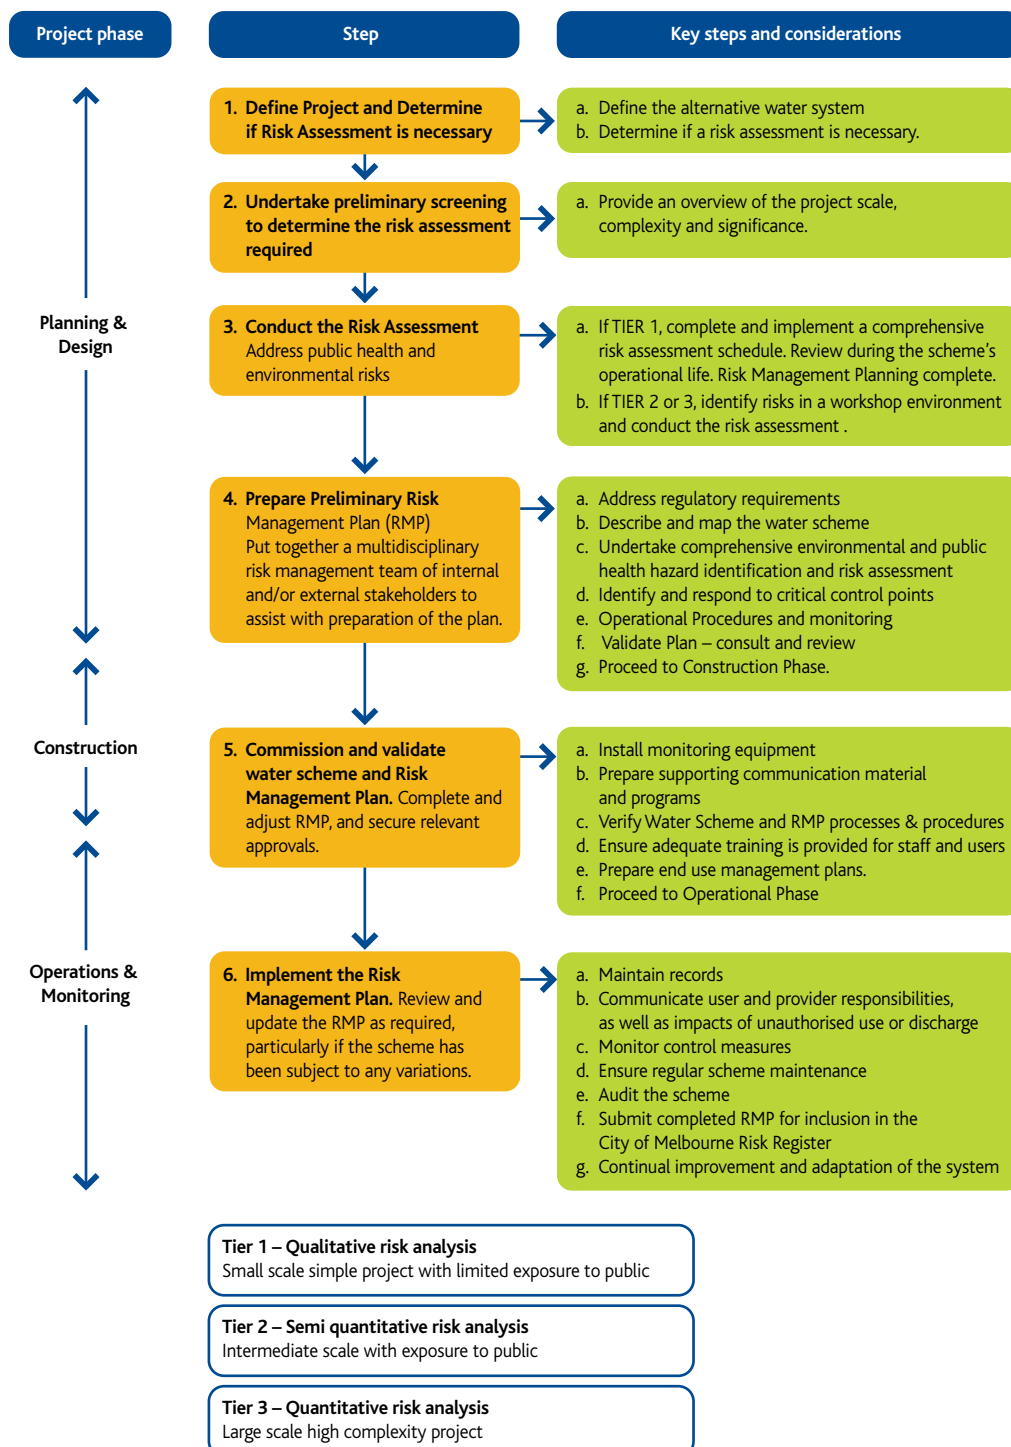 Project phase
Step
Key steps and considerations
Planning &
Design
Construction
Operations &
Monitoring
1. Define Project and Determine
if Risk Assessment is necessary
a. Define the alternative water system
b. Determine if a risk assessment is necessary.
2. Undertake preliminary screening
to determine the risk assessment
required
a. Provide an overview of the project scale,
complexity and significance.
3. Conduct the Risk Assessment
Address public health and
environmental risks
a. If TIER 1, complete and implement a comprehensive
risk assessment schedule. Review during the scheme's
operational life. Risk Management Planning complete.
b. If TIER 2 or 3, identify risks in a workshop environment
and conduct the risk assessment .
4. Prepare Preliminary Risk
Management Plan (RMP)
Put together a multidisciplinary
risk management team of internal
and/or external stakeholders to
assist with preparation of the plan.
a. Address regulatory requirements
b. Describe and map the water scheme
c. Undertake comprehensive environmental and public
health hazard identification and risk assessment
d. Identify and respond to critical control points
e. Operational Procedures and monitoring
f. Validate Plan – consult and review
g. Proceed to Construction Phase.
5. Commission and validate
water scheme and Risk
Management Plan. Complete and
adjust RMP, and secure relevant
approvals.
a. Install monitoring equipment
b. Prepare supporting communication material
and programs
c. Verify Water Scheme and RMP processes & procedures
d. Ensure adequate training is provided for staff and users
e. Prepare end use management plans.
f. Proceed to Operational Phase
6. Implement the Risk
Management Plan. Review and
update the RMP as required,
particularly if the scheme has
been subject to any variations.
a. Maintain records
b. Communicate user and provider responsibilities,
as well as impacts of unauthorised use or discharge
c. Monitor control measures
d. Ensure regular scheme maintenance
e. Audit the scheme
f. Submit completed RMP for inclusion in the
City of Melbourne Risk Register
g. Continual improvement and adaptation of the system
Tier 1 – Qualitative risk analysis
Small scale simple project with limited exposure to public
Tier 2 – Semi quantitative risk analysis
Intermediate scale with exposure to public
Tier 3 – Quantitative risk analysis
Large scale high complexity project